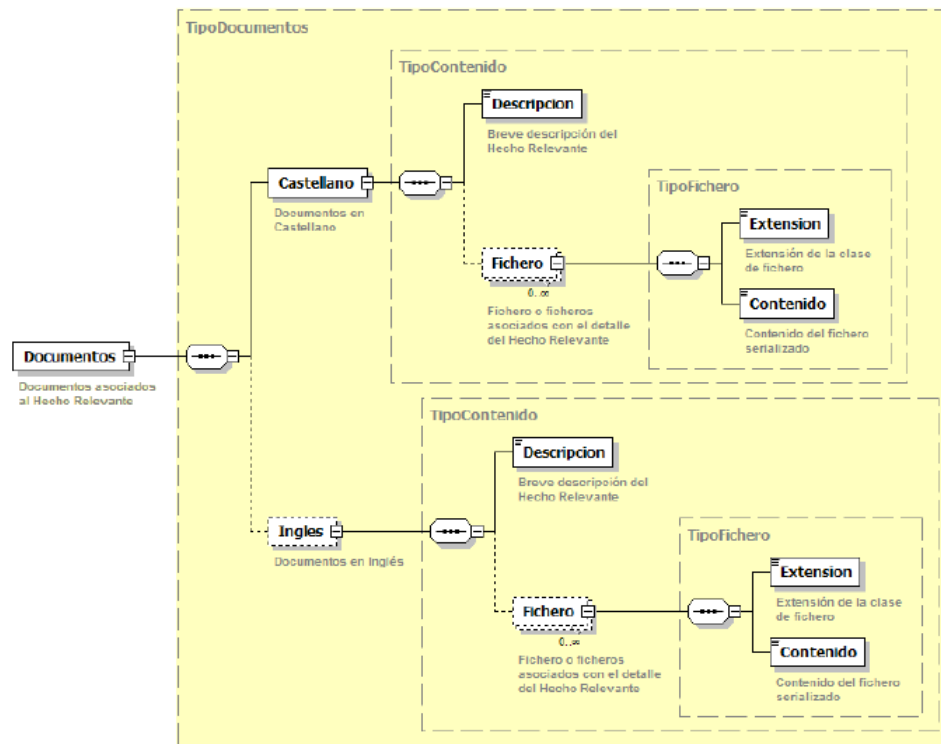 TipoDocumentos
TipoContenido
Descripcion
Breve descripción del
Hecho Relevante
Castellano
Documentos en
Castellano
TipoFichero
Extension
Extensión de la clase
de fichero
Fichero
0..∞
Fichero o ficheros
asociados con el detalle
del Hecho Relevante
Contenido
Contenido del fichero
serializado
Documentos
Documentos asociados
al Hecho Relevante
TipoContenido
Descripcion
Breve descripción del
Hecho Relevante
Ingles
Documentos en Inglés
TipoFichero
Extension
Extensión de la clase
de fichero
Fichero
0..∞
Fichero o ficheros
asociados con el detalle
del Hecho Relevante
Contenido
Contenido del fichero
serializado